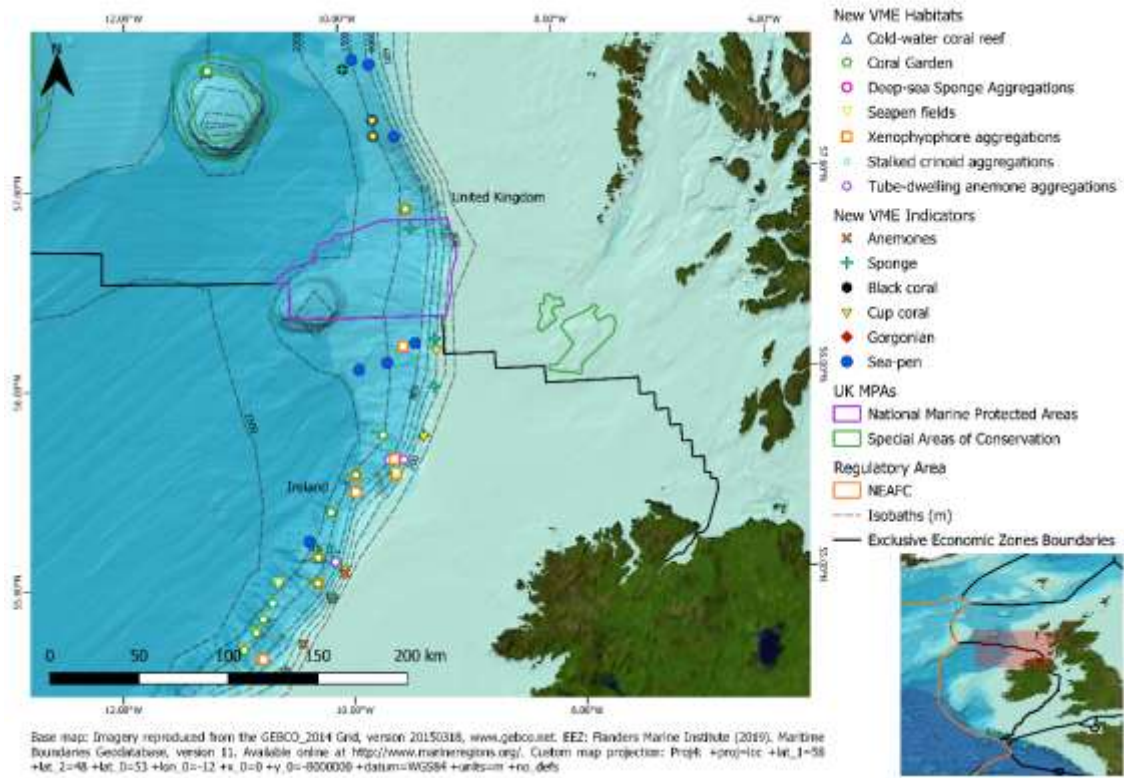 12.00°W 10.00°W 8.00°W 6.00°W
N
57.00°N
57.00°N
United Kingdom
56.00°N
56.00°N
Ireland
55.00°N
55.00°N
0 50 100 150 200 km
12.00°W 10.00°W 8.00°W
New VME Habitats
Cold-water coral reef
Coral Garden
Deep-sea Sponge Aggregations
Seapen fields
Xenophyophore aggregations
Stalked crinoid aggregations
Tube-dwelling anemone aggregations
New VME Indicators
Anemones
Sponge
Black coral
Cup coral
Gorgonian
Sea-pen
UK MPAs
National Marine Protected Areas
Special Areas of Conservation
Regulatory Area
NEAFC
Isobaths (m)
Exclusive Economic Zones Boundaries
Base map: Imagery reproduced from the GEBCO_2014 Grid, version 20150318, www.gebco.net. EEZ: Flanders Marine Institute (2019). Maritime
Boundaries Geodatabase, version 11. Available online at http://www.marineregions.org/. Custom map projection: Proj4: +proj=lcc +lat_1=58
+lat_2=48 +lat_0=53 +lon_0=-12 +x_0=0 +y_0=-8000000 +datum=WGS84 +units=m +no_defs